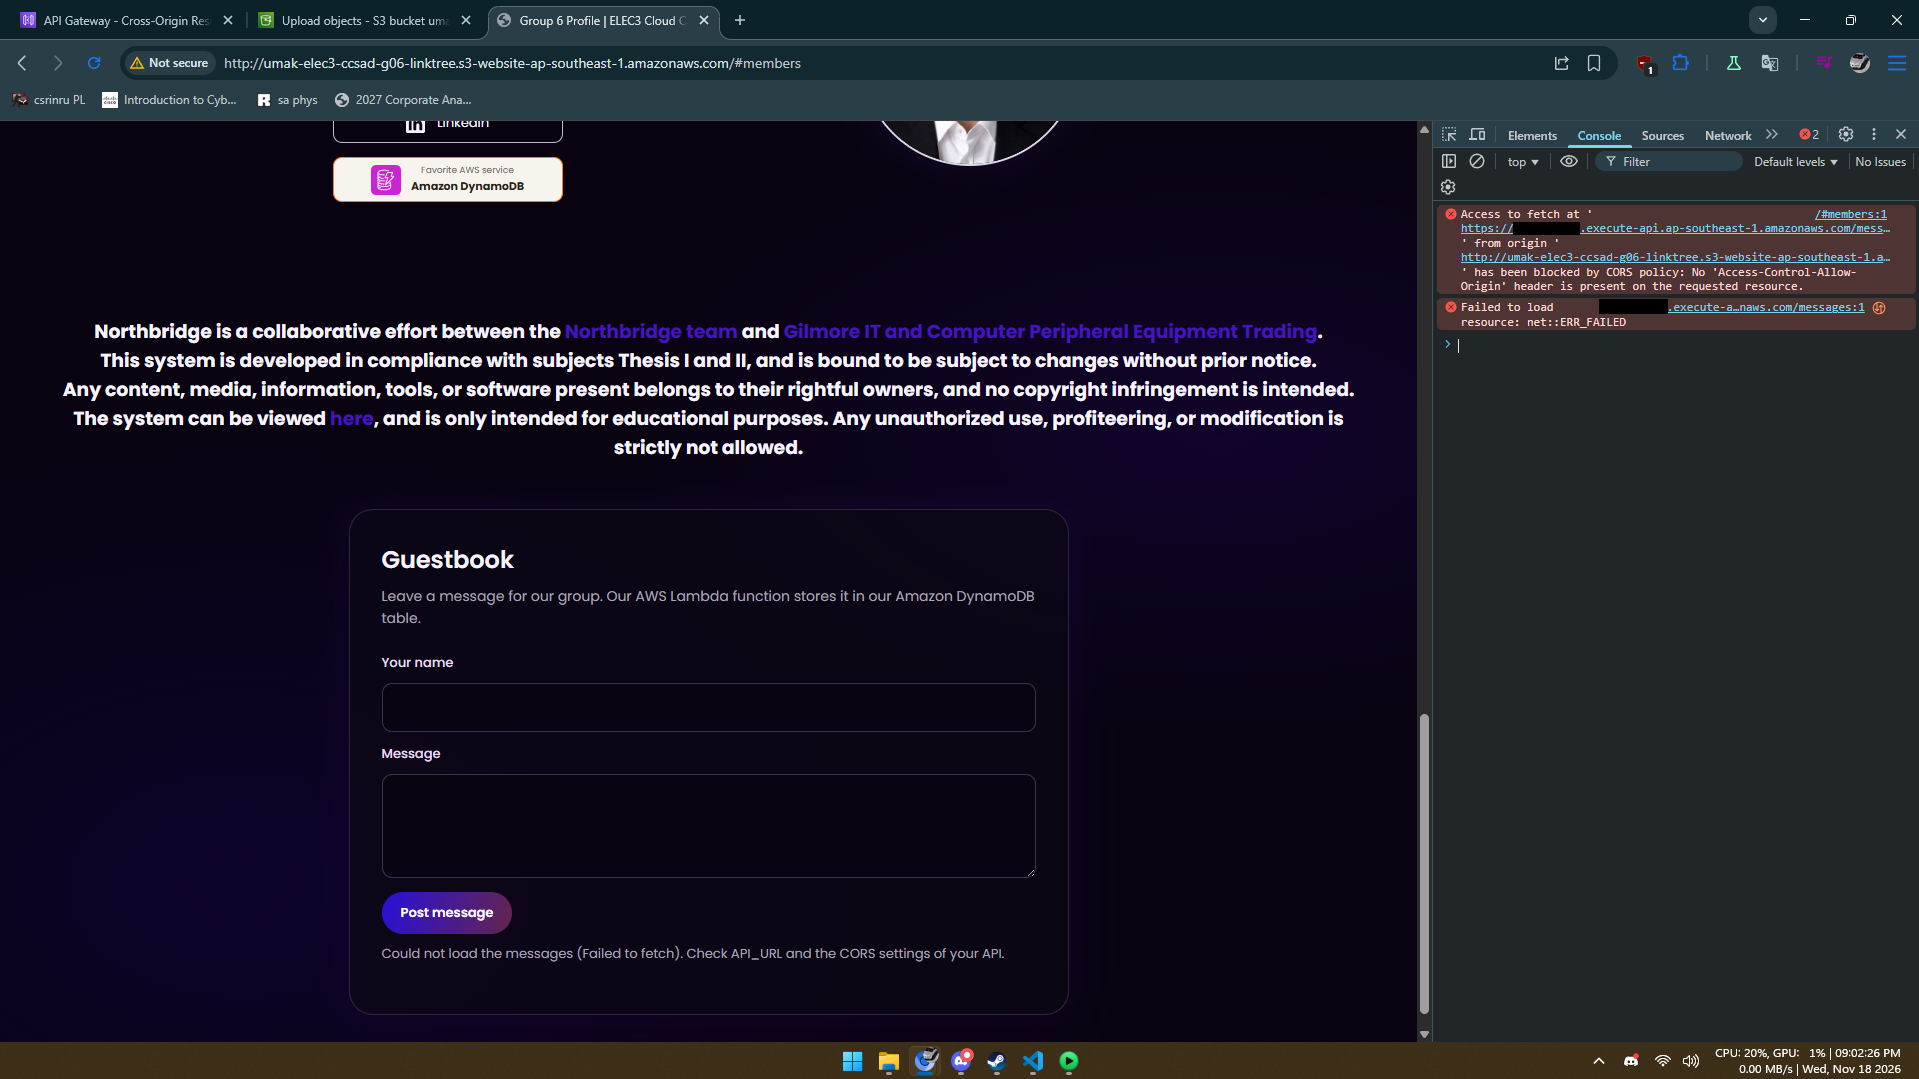 API Gateway - Cross-Origin Res
Upload objects - S3 bucket uma
Group 6 Profile | ELEC3 Cloud C
Not secure
http://umak-elec3-ccsad-g06-linktree.s3-website-ap-southeast-1.amazonaws.com/#members
1
csrinru PL
Introduction to Cyb...
sa phys
2027 Corporate Ana...
LinkedIn
Favorite AWS service
Amazon DynamoDB
Northbridge is a collaborative effort between the Northbridge team and Gilmore IT and Computer Peripheral Equipment Trading.
This system is developed in compliance with subjects Thesis I and II, and is bound to be subject to changes without prior notice.
Any content, media, information, tools, or software present belongs to their rightful owners, and no copyright infringement is intended.
The system can be viewed here, and is only intended for educational purposes. Any unauthorized use, profiteering, or modification is
strictly not allowed.
Guestbook
Leave a message for our group. Our AWS Lambda function stores it in our Amazon DynamoDB
table.
Your name
Message
Post message
Could not load the messages (Failed to fetch). Check API_URL and the CORS settings of your API.
Elements
Console
Sources
Network
2
top
Filter
Default levels
No Issues
Access to fetch at ' /#members:1
https:// .execute-api.ap-southeast-1.amazonaws.com/mess…
' from origin '
http://umak-elec3-ccsad-g06-linktree.s3-website-ap-southeast-1.a…
' has been blocked by CORS policy: No 'Access-Control-Allow-
Origin' header is present on the requested resource.
Failed to load .execute-a…naws.com/messages:1
resource: net::ERR_FAILED
CPU: 20%, GPU: 1% | 09:02:26 PM
0.00 MB/s | Wed, Nov 18 2026